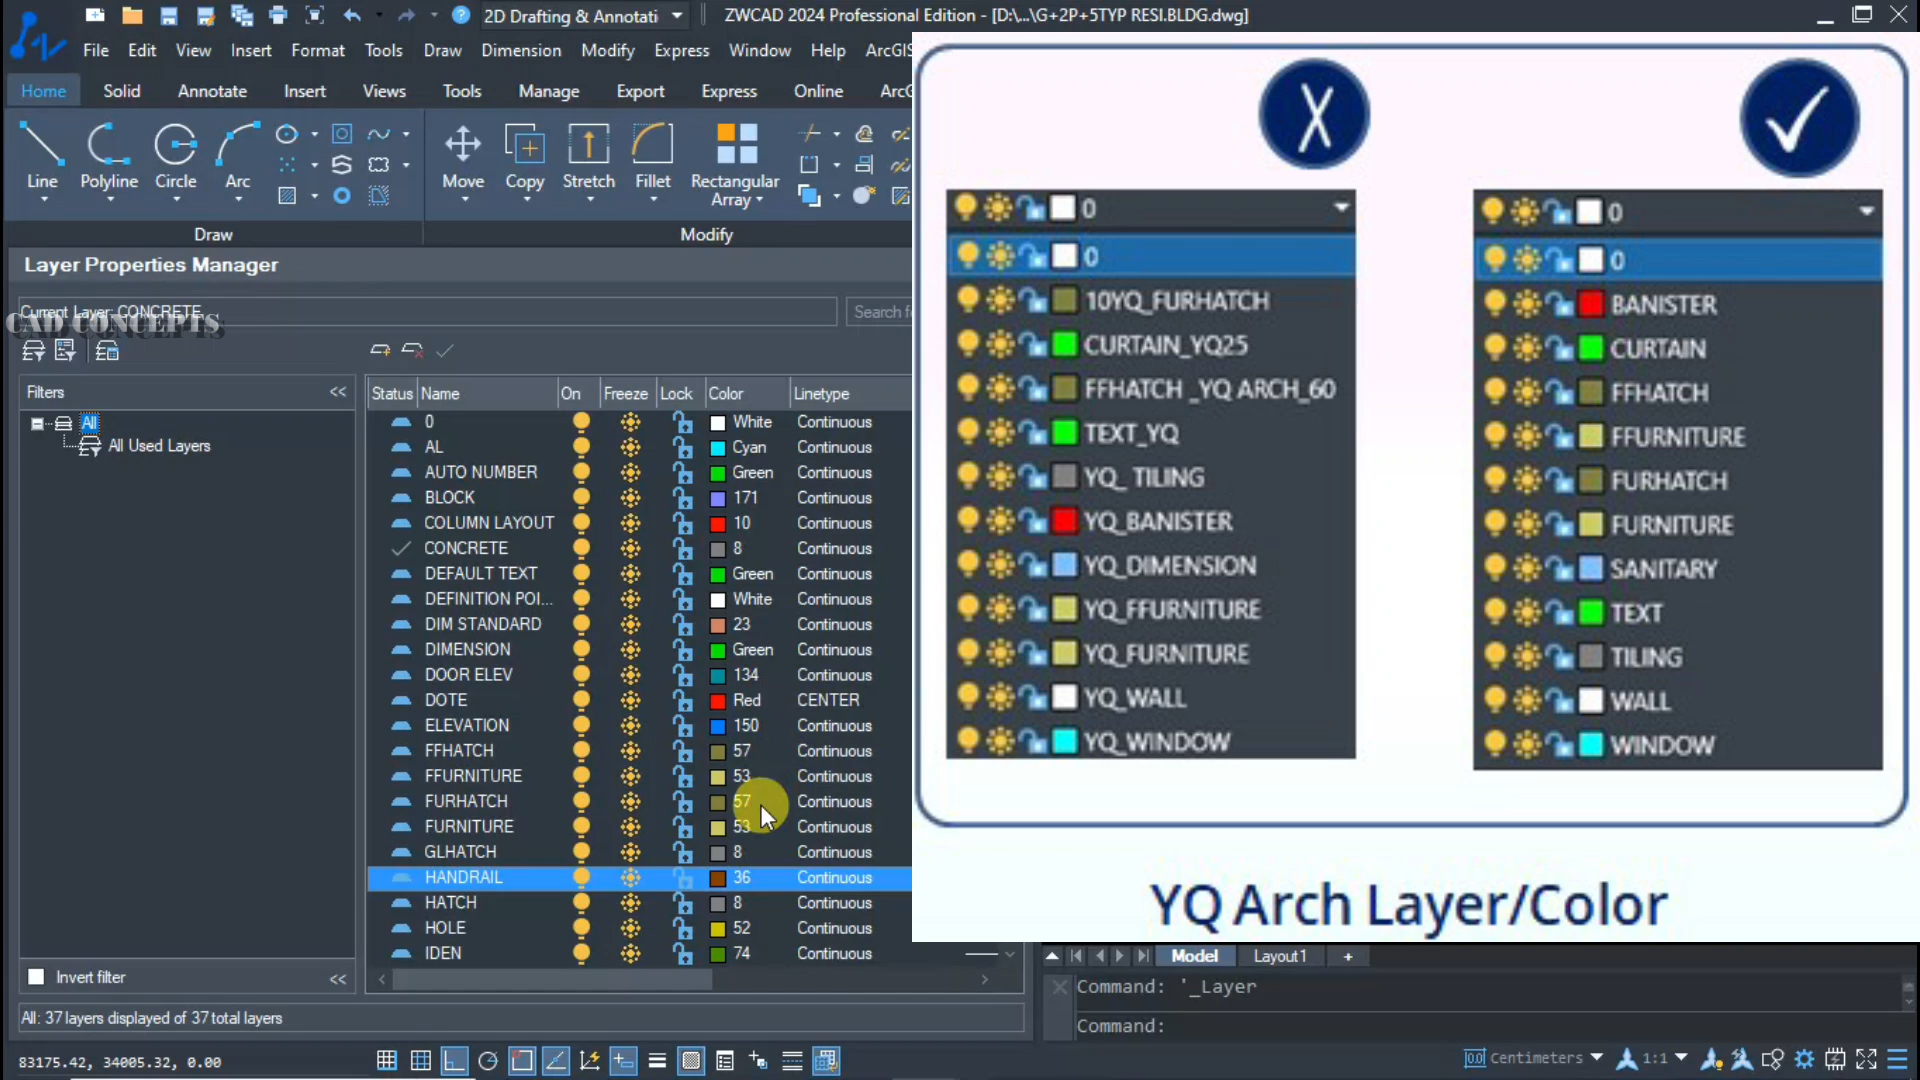 2D Drafting & Annotati
ZWCAD 2024 Professional Edition - [D:\...\G+2P+5TYP RESI.BLDG.dwg]
File Edit View Insert Format Tools Draw Dimension Modify Express Window Help ArcGIS
Home Solid Annotate Insert Views Tools Manage Export Express Online ArcG
Line Polyline Circle Arc Move Copy Stretch Fillet Rectangular Array
Draw Modify
Layer Properties Manager
Current Layer: CONCRETE
Search f
CAD CONCEPTS
Filters <<
All
All Used Layers
Invert filter <<
Status Name On Freeze Lock Color Linetype
0 White Continuous
AL Cyan Continuous
AUTO NUMBER Green Continuous
BLOCK 171 Continuous
COLUMN LAYOUT 10 Continuous
CONCRETE 8 Continuous
DEFAULT TEXT Green Continuous
DEFINITION POI... White Continuous
DIM STANDARD 23 Continuous
DIMENSION Green Continuous
DOOR ELEV 134 Continuous
DOTE Red CENTER
ELEVATION 150 Continuous
FFHATCH 57 Continuous
FFURNITURE 53 Continuous
FURHATCH 57 Continuous
FURNITURE 53 Continuous
GLHATCH 8 Continuous
HANDRAIL 36 Continuous
HATCH 8 Continuous
HOLE 52 Continuous
IDEN 74 Continuous
All: 37 layers displayed of 37 total layers
X
0
0
10YQ_FURHATCH
CURTAIN_YQ25
FFHATCH _YQ ARCH_60
TEXT_YQ
YQ_ TILING
YQ_BANISTER
YQ_DIMENSION
YQ_FFURNITURE
YQ_FURNITURE
YQ_WALL
YQ_WINDOW
0
0
BANISTER
CURTAIN
FFHATCH
FFURNITURE
FURHATCH
FURNITURE
SANITARY
TEXT
TILING
WALL
WINDOW
YQ Arch Layer/Color
Model Layout1 +
Command: '_Layer
Command:
83175.42, 34005.32, 0.00
Centimeters 1:1